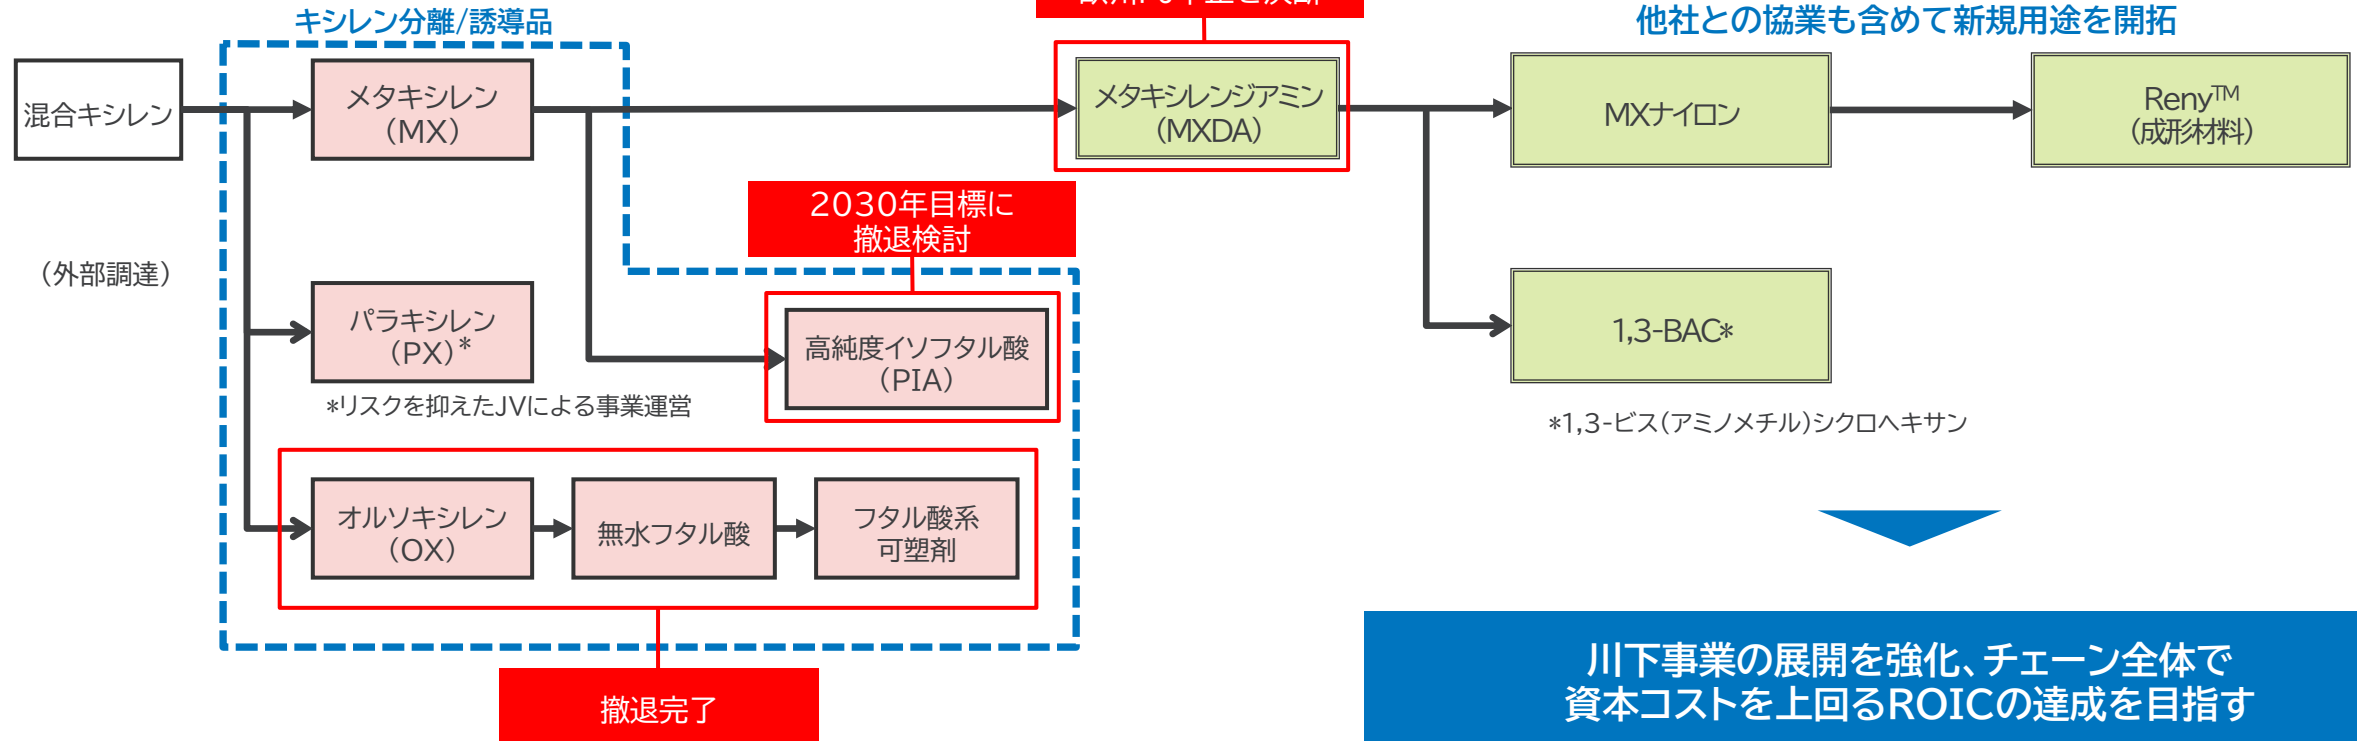 キシレン分離/誘導品
他社との協業も含めて新規用途を開拓
混合キシレン
（外部調達）
メタキシレン
（MX）
メタキシレンジアミン
（MXDA）
MXナイロン
Reny™
（成形材料）
2030年目標に
撤退検討
パラキシレン
（PX）*
*リスクを抑えたJVによる事業運営
高純度イソフタル酸
（PIA）
1,3-BAC*
*1,3-ビス（アミノメチル）シクロヘキサン
オルソキシレン
（OX）
無水フタル酸
フタル酸系
可塑剤
撤退完了
川下事業の展開を強化、チェーン全体で
資本コストを上回るROICの達成を目指す